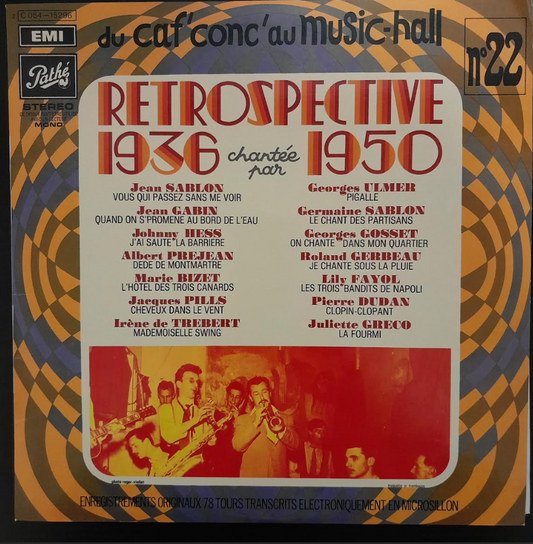 C 054-15396
EMI
Pathé
STEREO
MONO
du caf'conc'au music-hall
n°22
RETROSPECTIVE
1936 chantée par 1950
Jean SABLON
VOUS QUI PASSEZ SANS ME VOIR
Jean GABIN
QUAND ON S'PROMENE AU BORD DE L'EAU
Johnny HESS
J'AI SAUTE LA BARRIERE
Albert PREJEAN
DEDE DE MONTMARTRE
Marie BIZET
L'HOTEL DES TROIS CANARDS
Jacques PILLS
CHEVEUX DANS LE VENT
Irène de TREBERT
MADEMOISELLE SWING
Georges ULMER
PIGALLE
Germaine SABLON
LE CHANT DES PARTISANS
Georges GOSSET
ON CHANTE DANS MON QUARTIER
Roland GERBEAU
JE CHANTE SOUS LA PLUIE
Lily FAYOL
LES TROIS BANDITS DE NAPOLI
Pierre DUDAN
CLOPIN-CLOPANT
Juliette GRECO
LA FOURMI
photo roger viollet
ENREGISTREMENTS ORIGINAUX 78 TOURS TRANSCRITS ELECTRONIQUEMENT EN MICROSILLON